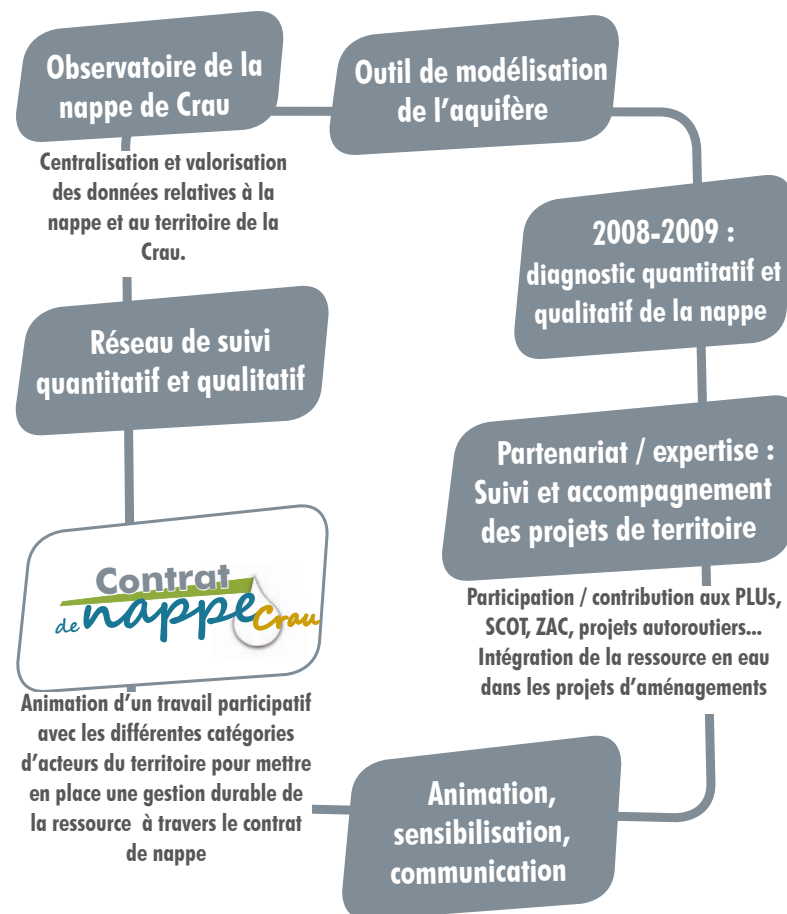 Observatoire de la
nappe de Crau
Centralisation et valorisation
des données relatives à la
nappe et au territoire de la
Crau.
Outil de modélisation
de l'aquifère
2008-2009 :
diagnostic quantitatif et
qualitatif de la nappe
Réseau de suivi
quantitatif et qualitatif
Partenariat / expertise :
Suivi et accompagnement
des projets de territoire
Participation / contribution aux PLUs,
SCOT, ZAC, projets autoroutiers...
Intégration de la ressource en eau
dans les projets d'aménagements
Contrat
de nappe Crau
Animation d'un travail participatif
avec les différentes catégories
d'acteurs du territoire pour mettre
en place une gestion durable de
la ressource à travers le contrat
de nappe
Animation,
sensibilisation,
communication